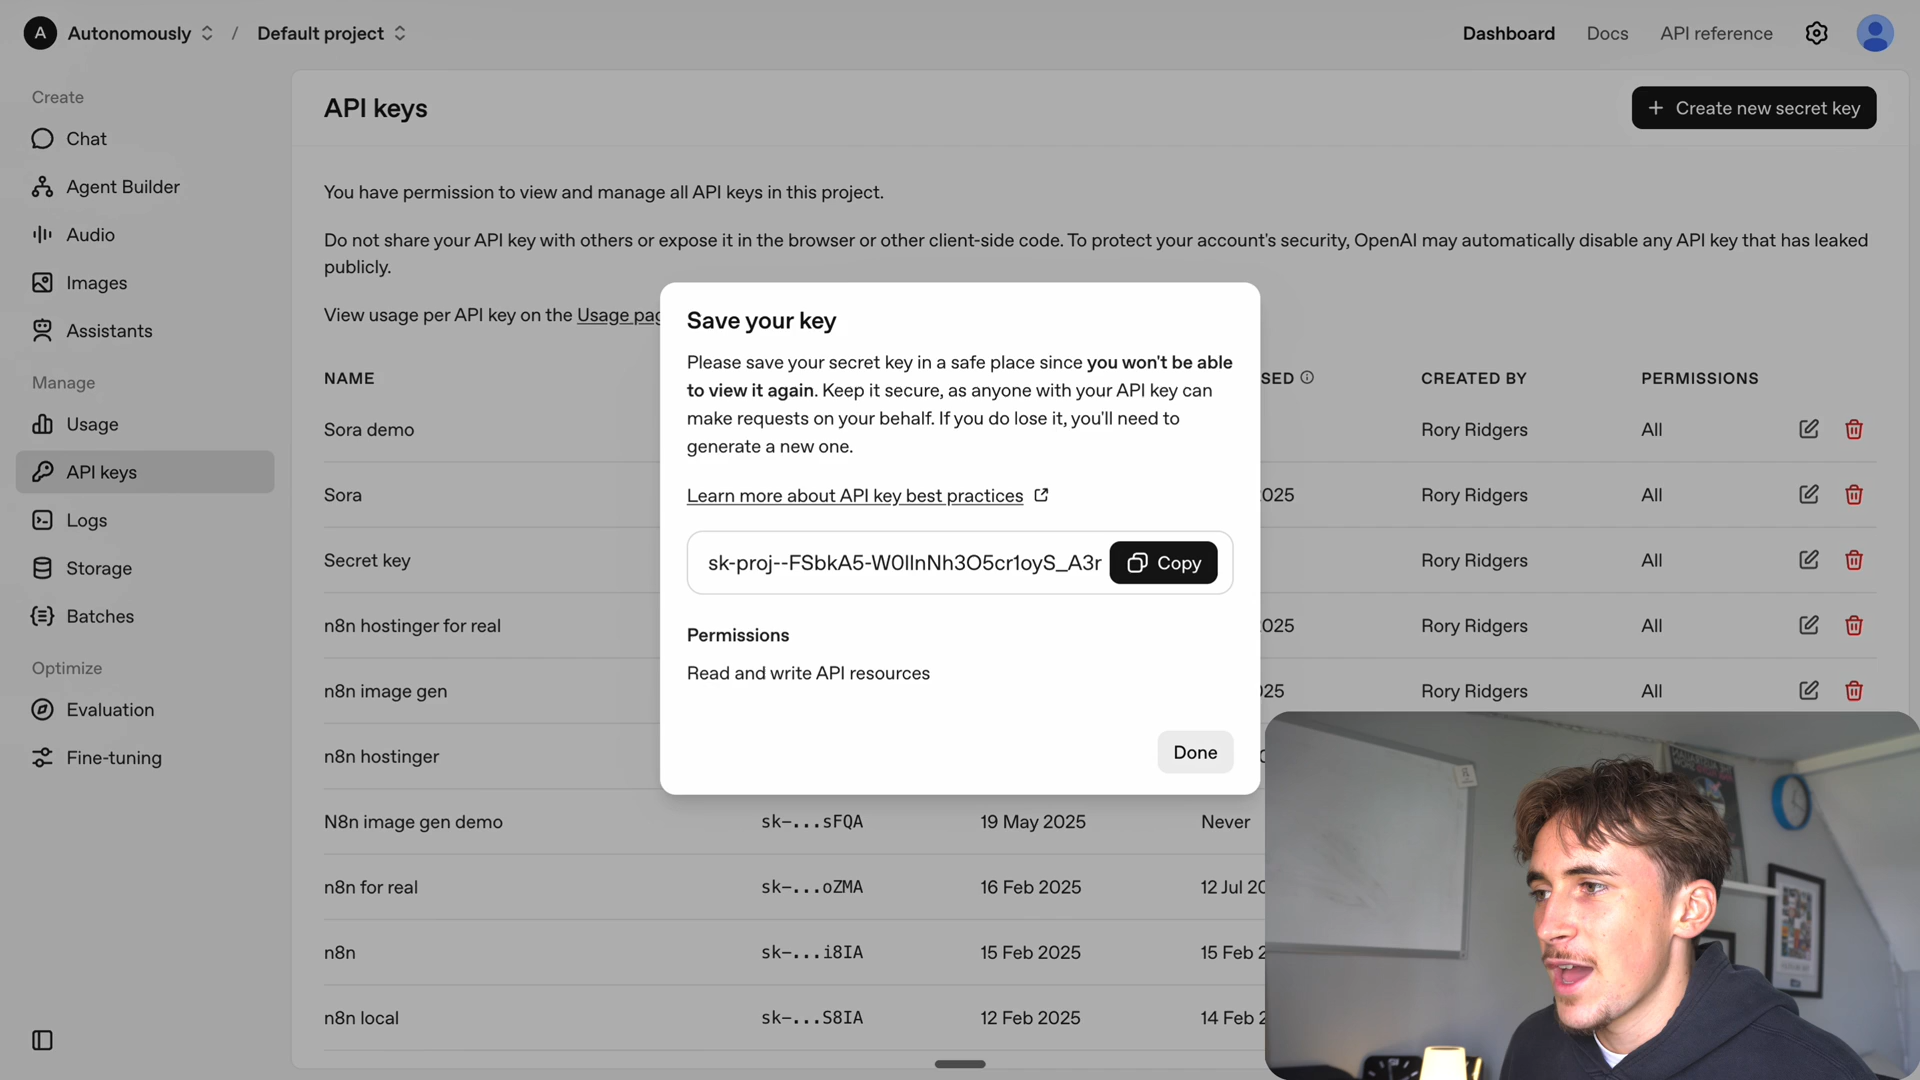 A Autonomously / Default project
Dashboard Docs API reference
Create
Chat
Agent Builder
Audio
Images
Assistants
Manage
Usage
API keys
Logs
Storage
Batches
Optimize
Evaluation
Fine-tuning
API keys
+ Create new secret key
You have permission to view and manage all API keys in this project.
Do not share your API key with others or expose it in the browser or other client-side code. To protect your account's security, OpenAI may automatically disable any API key that has leaked
publicly.
View usage per API key on the Usage pag
NAME SED CREATED BY PERMISSIONS
Sora demo Rory Ridgers All
Sora 025 Rory Ridgers All
Secret key Rory Ridgers All
n8n hostinger for real 025 Rory Ridgers All
n8n image gen 25 Rory Ridgers All
n8n hostinger
N8n image gen demo sk-...sFQA 19 May 2025 Never
n8n for real sk-...oZMA 16 Feb 2025 12 Jul 20
n8n sk-...i8IA 15 Feb 2025 15 Feb 2
n8n local sk-...S8IA 12 Feb 2025 14 Feb 2
Save your key
Please save your secret key in a safe place since you won't be able
to view it again. Keep it secure, as anyone with your API key can
make requests on your behalf. If you do lose it, you'll need to
generate a new one.
Learn more about API key best practices
sk-proj--FSbkA5-W0lInNh3O5cr1oyS_A3r Copy
Permissions
Read and write API resources
Done